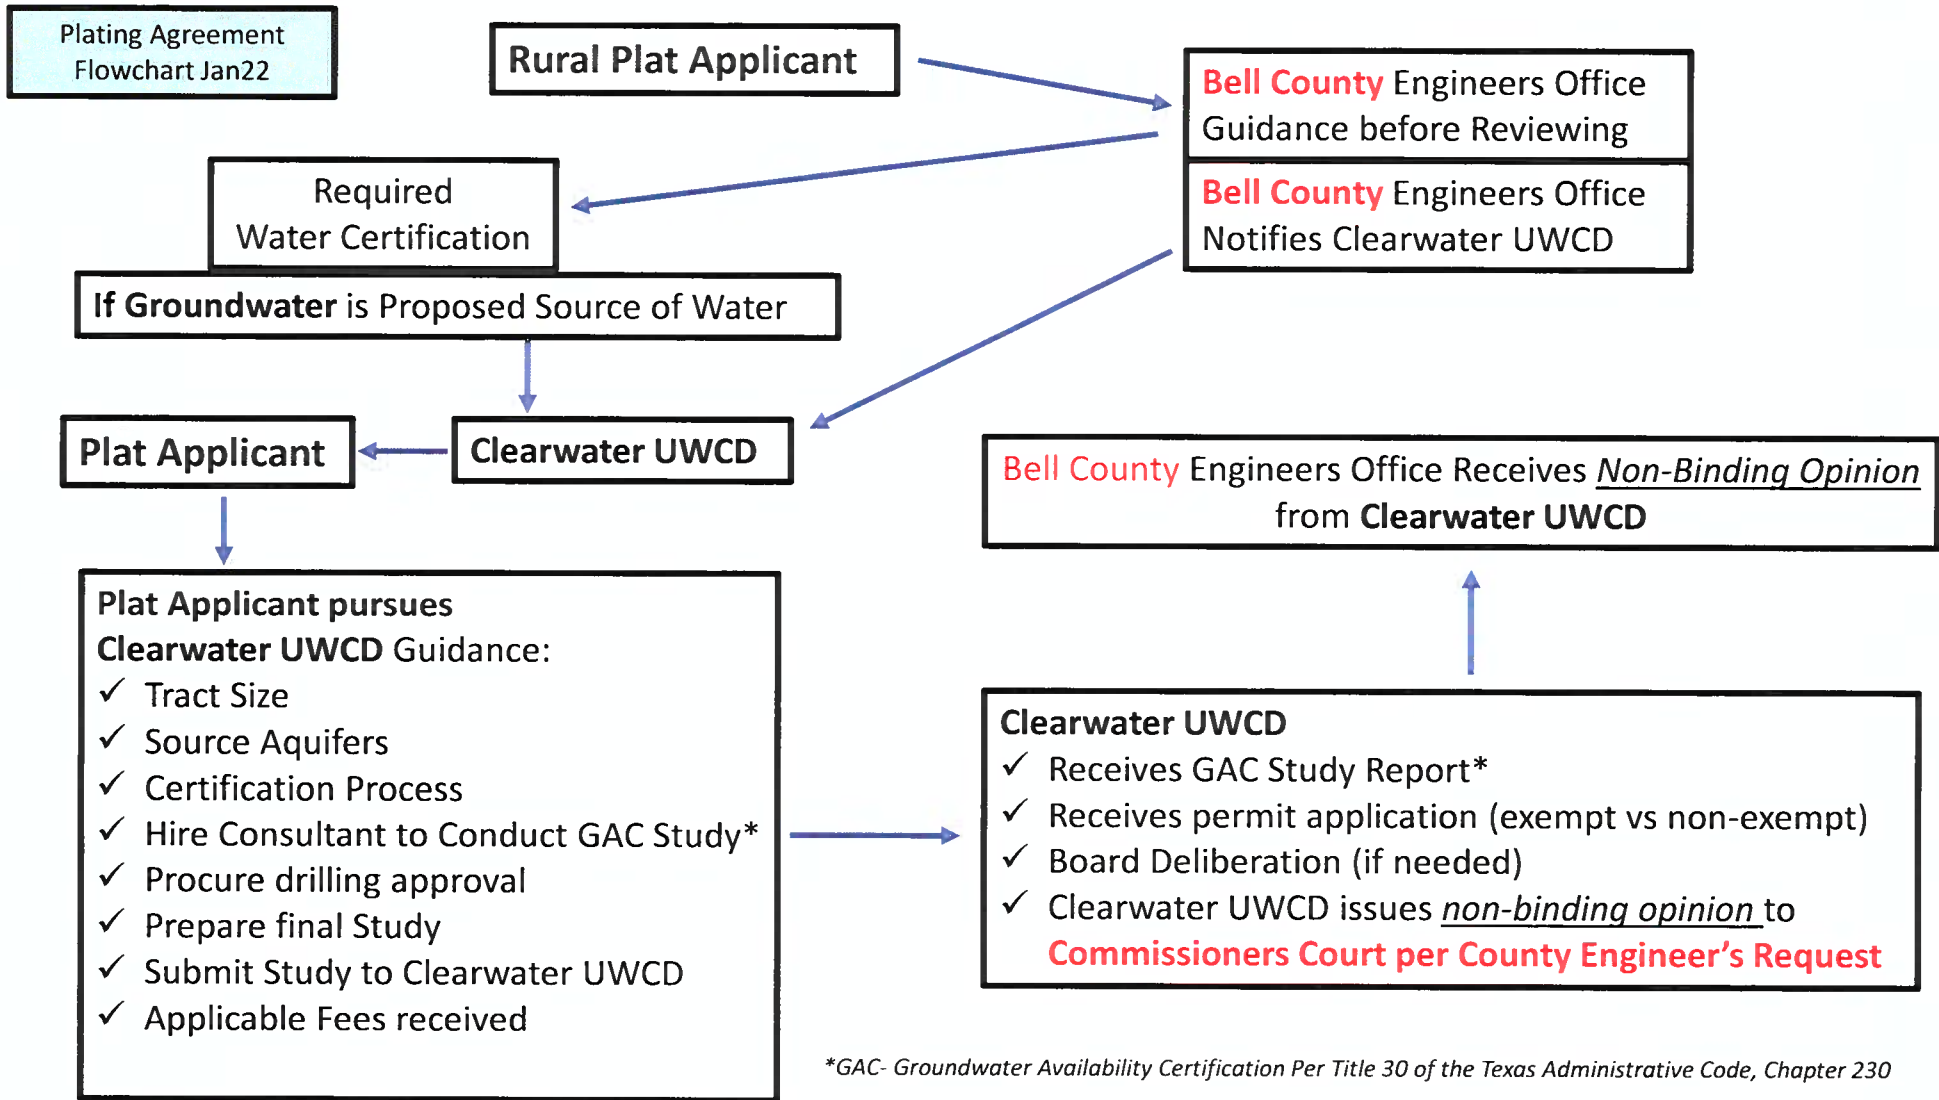 Plating Agreement
Flowchart Jan22
Rural Plat Applicant
Bell County Engineers Office
Guidance before Reviewing
Bell County Engineers Office
Notifies Clearwater UWCD
Required
Water Certification
If Groundwater is Proposed Source of Water
Plat Applicant
Clearwater UWCD
Bell County Engineers Office Receives Non-Binding Opinion
from Clearwater UWCD
Plat Applicant pursues
Clearwater UWCD Guidance:
✓ Tract Size
✓ Source Aquifers
✓ Certification Process
✓ Hire Consultant to Conduct GAC Study*
✓ Procure drilling approval
✓ Prepare final Study
✓ Submit Study to Clearwater UWCD
✓ Applicable Fees received
Clearwater UWCD
✓ Receives GAC Study Report*
✓ Receives permit application (exempt vs non-exempt)
✓ Board Deliberation (if needed)
✓ Clearwater UWCD issues non-binding opinion to
Commissioners Court per County Engineer's Request
*GAC- Groundwater Availability Certification Per Title 30 of the Texas Administrative Code, Chapter 230